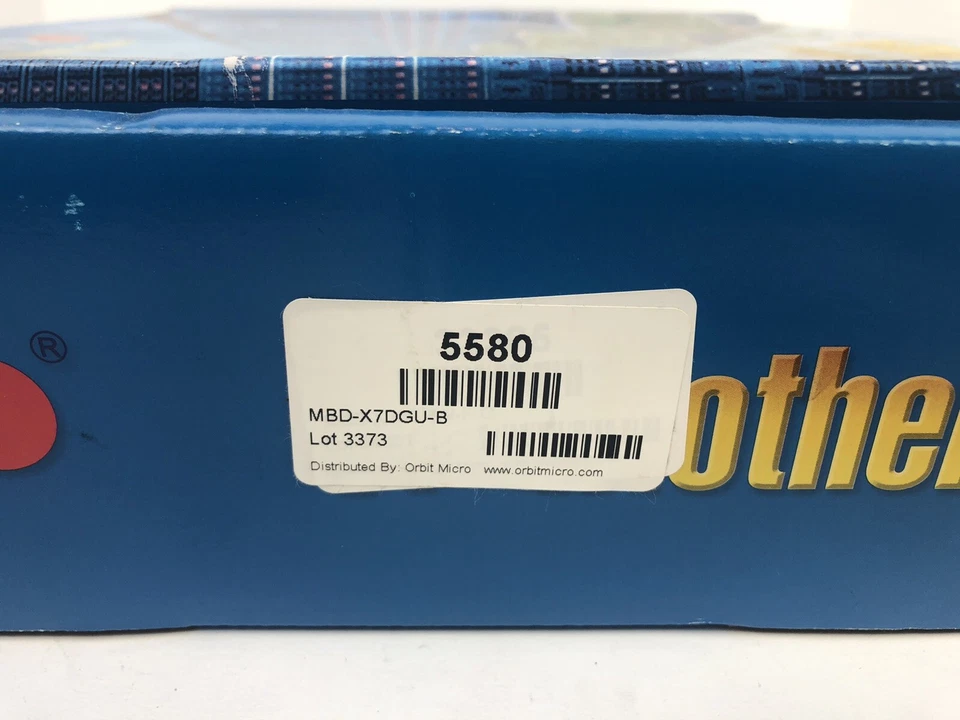 ®
5580
MBD-X7DGU-B
Lot 3373
Distributed By: Orbit Micro www.orbitmicro.com
other